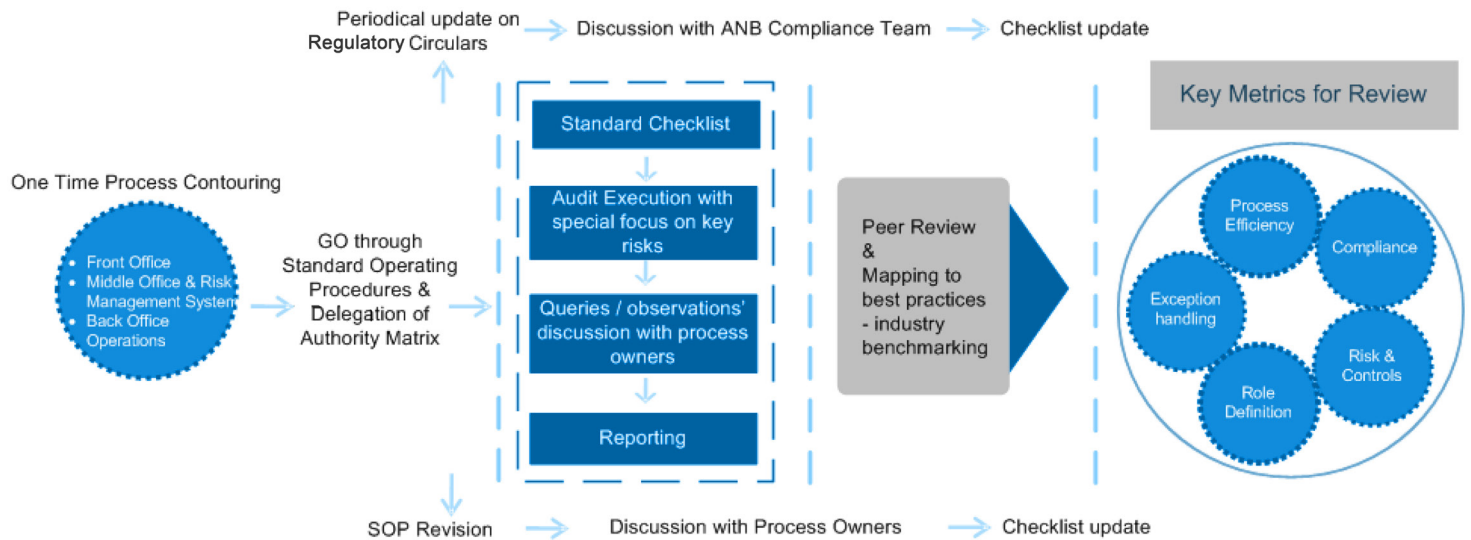 Periodical update on
Regulatory Circulars
Discussion with ANB Compliance Team
Checklist update
One Time Process Contouring
• Front Office
• Middle Office & Risk
Management System
• Back Office
Operations
GO through
Standard Operating
Procedures &
Delegation of
Authority Matrix
Standard Checklist
Audit Execution with
special focus on key
risks
Queries / observations'
discussion with process
owners
Reporting
Peer Review
&
Mapping to
best practices
- industry
benchmarking
Key Metrics for Review
Process
Efficiency
Compliance
Exception
handling
Risk &
Controls
Role
Definition
SOP Revision
Discussion with Process Owners
Checklist update